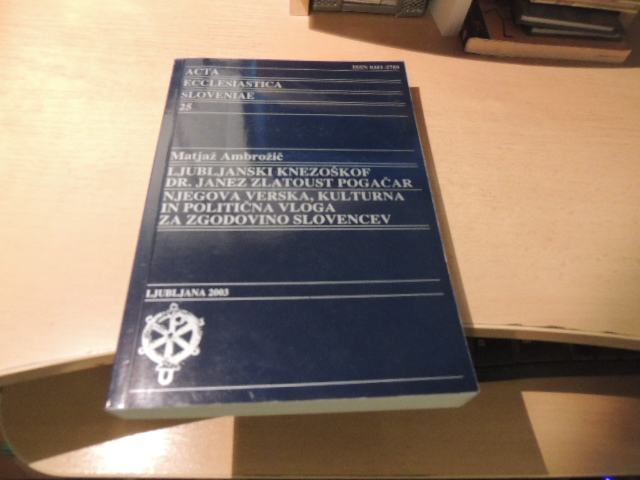 ACTA
ECCLESIASTICA
SLOVENIAE
25
Matjaž Ambrožič
LJUBLJANSKI KNEZOŠKOF
DR. JANEZ ZLATOUST POGAČAR
NJEGOVA VERSKA, KULTURNA
IN POLITIČNA VLOGA
ZA ZGODOVINO SLOVENCEV
LJUBLJANA 2003